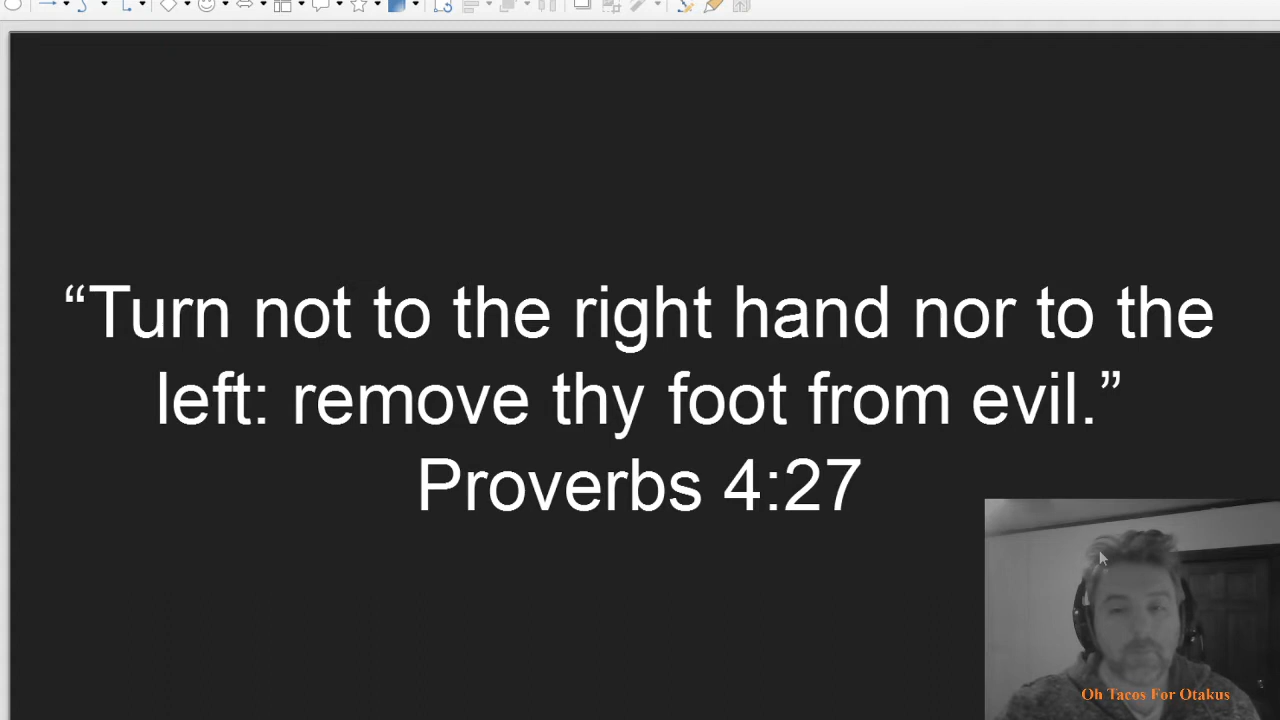 “Turn not to the right hand nor to the
left: remove thy foot from evil.”
Proverbs 4:27
Oh Tacos For Otakus